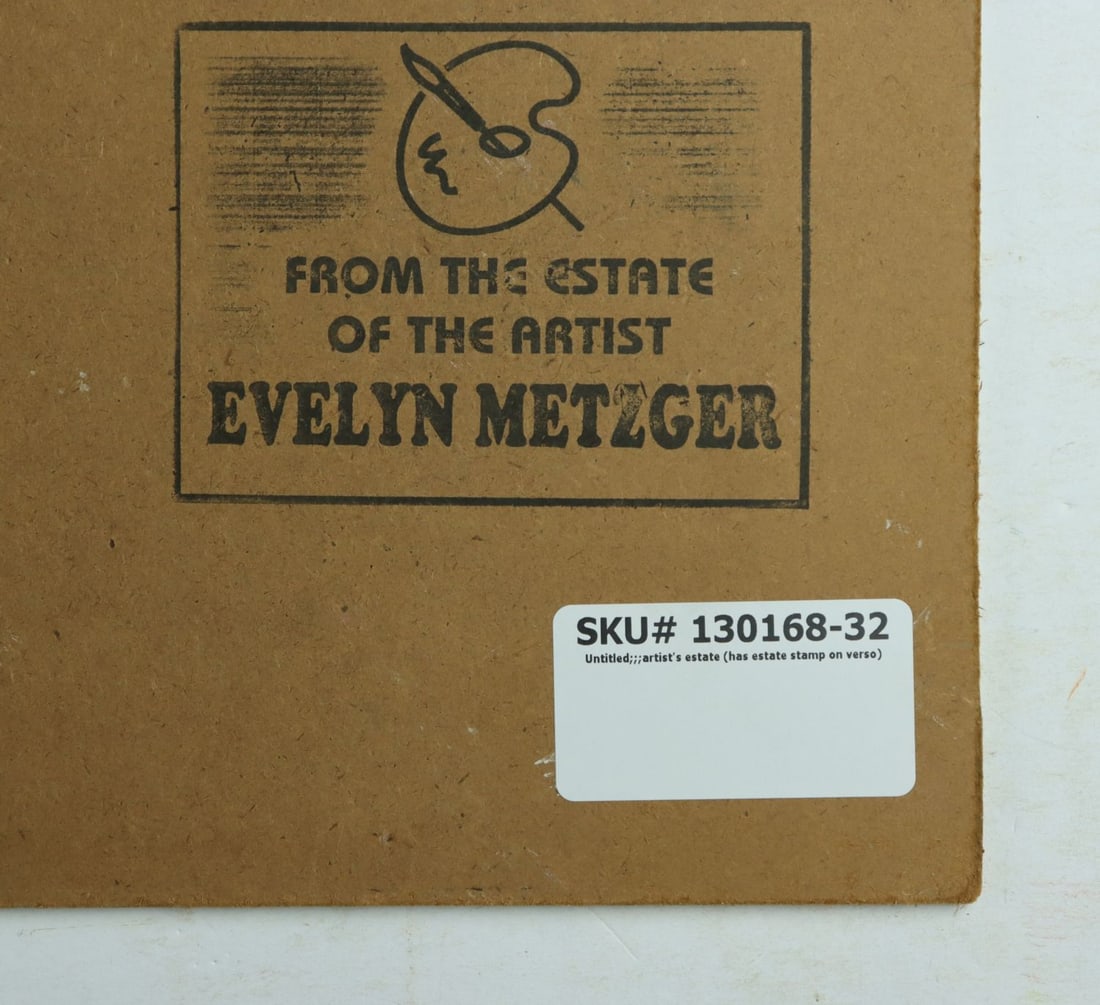 FROM THE ESTATE
OF THE ARTIST
EVELYN METZGER
SKU# 130168-32
Untitled;;;artist's estate (has estate stamp on verso)